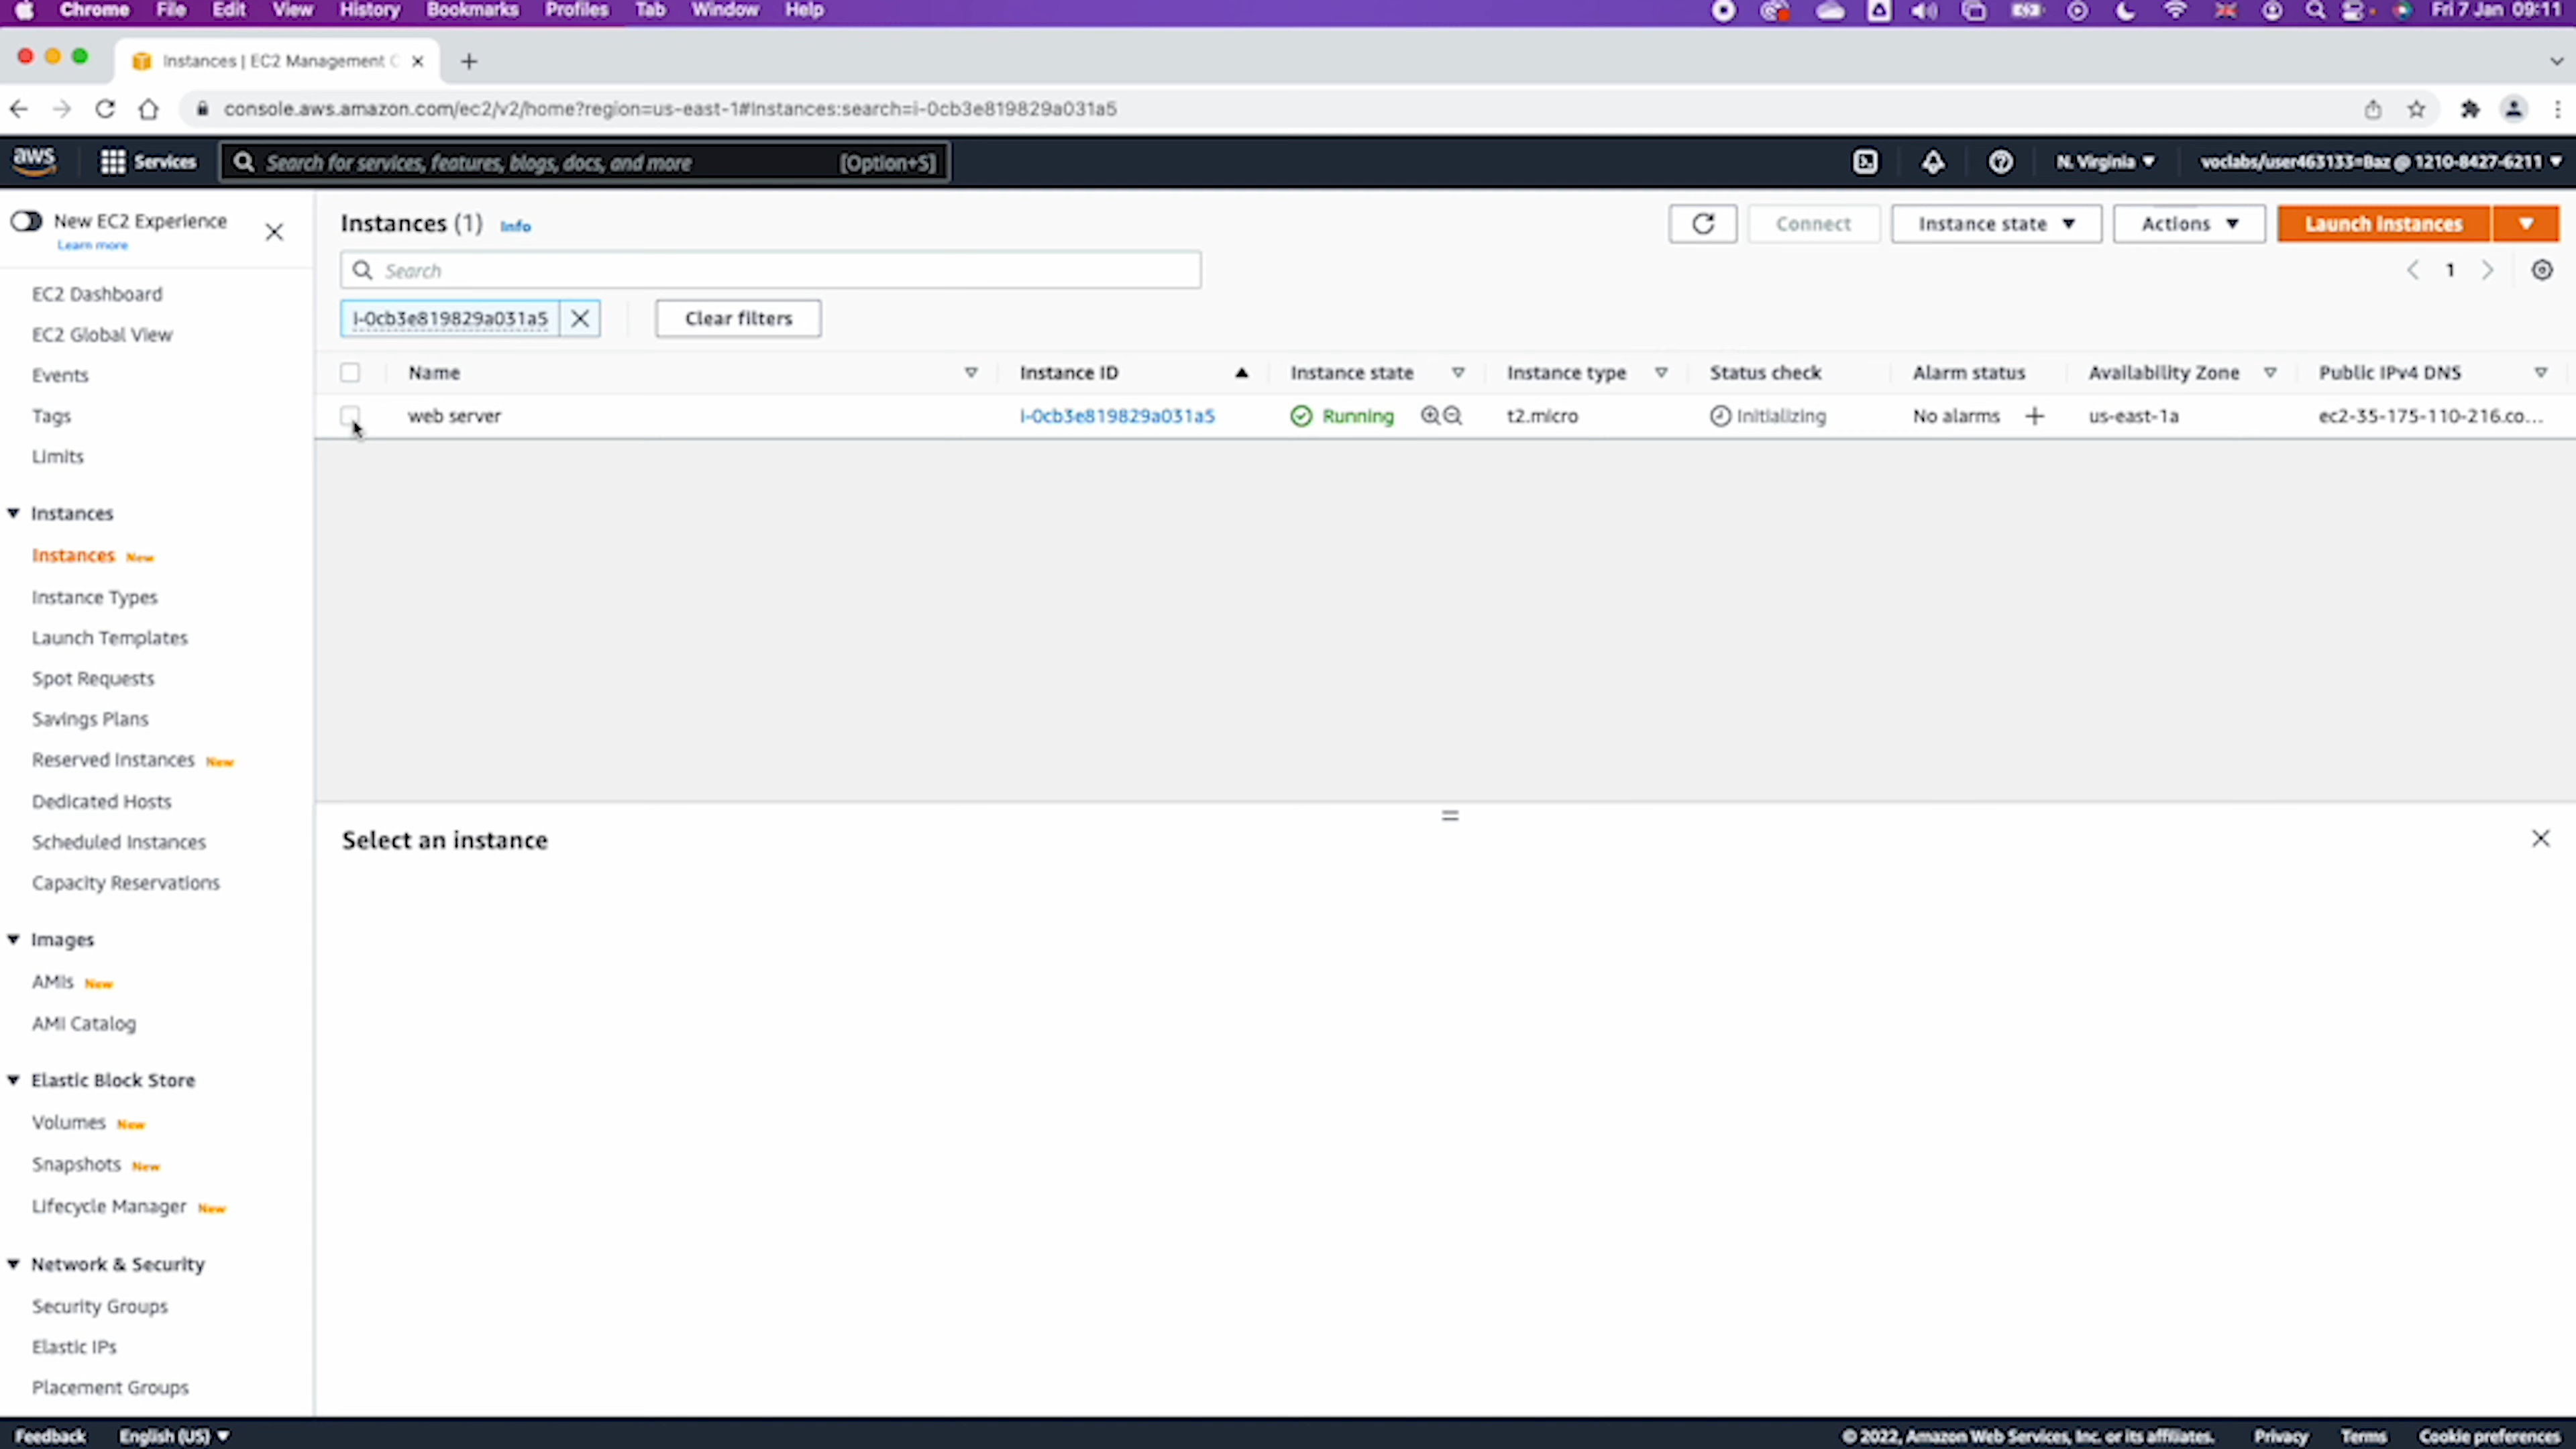 Chrome File Edit View History Bookmarks Profiles Tab Window Help Fri 7 Jan 09:11
Instances | EC2 Management C
console.aws.amazon.com/ec2/v2/home?region=us-east-1#Instances:search=i-0cb3e819829a031a5
aws Services Search for services, features, blogs, docs, and more [Option+S] N. Virginia voclabs/user463133=Baz @ 1210-8427-6211
New EC2 Experience
Learn more
EC2 Dashboard
EC2 Global View
Events
Tags
Limits
Instances
Instances New
Instance Types
Launch Templates
Spot Requests
Savings Plans
Reserved Instances New
Dedicated Hosts
Scheduled Instances
Capacity Reservations
Images
AMIs New
AMI Catalog
Elastic Block Store
Volumes New
Snapshots New
Lifecycle Manager New
Network & Security
Security Groups
Elastic IPs
Placement Groups
Instances (1) Info Connect Instance state Actions Launch instances
Search 1
i-0cb3e819829a031a5 Clear filters
Name Instance ID Instance state Instance type Status check Alarm status Availability Zone Public IPv4 DNS
web server i-0cb3e819829a031a5 Running t2.micro Initializing No alarms us-east-1a ec2-35-175-110-216.co...
Select an instance
Feedback English (US) © 2022, Amazon Web Services, Inc. or its affiliates. Privacy Terms Cookie preferences